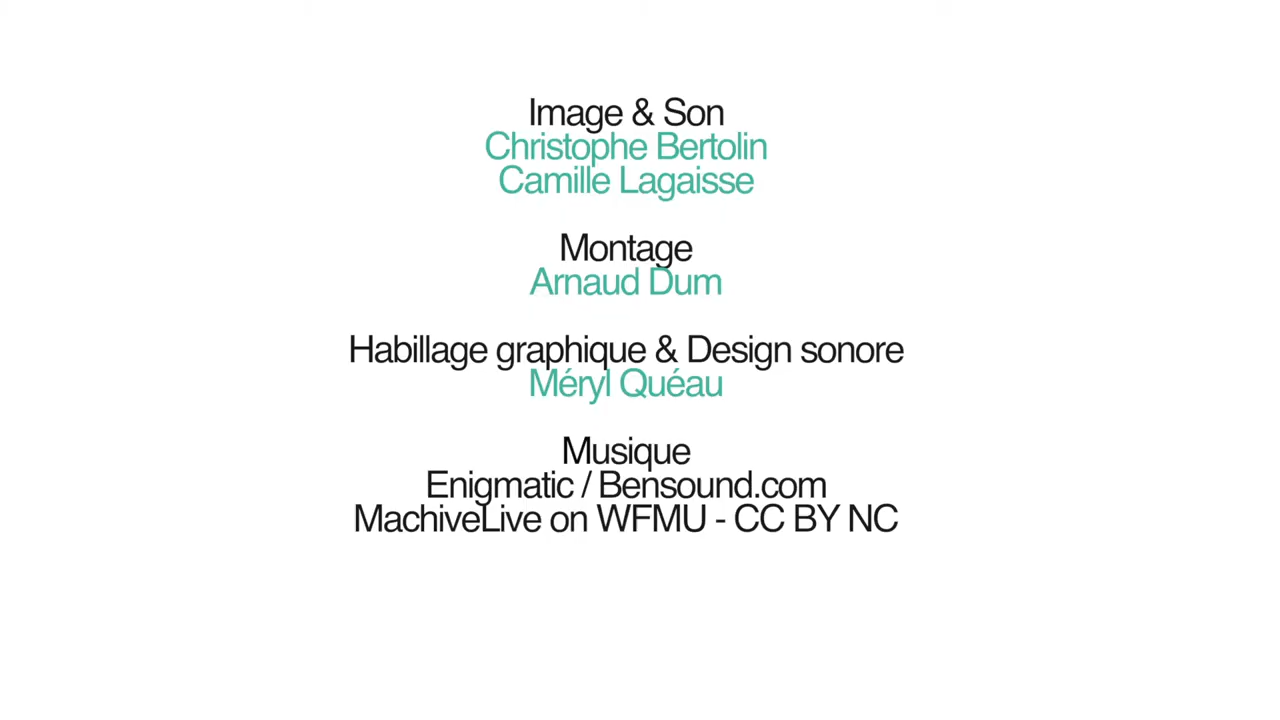 Image & Son
Christophe Bertolin
Camille Lagaisse
Montage
Arnaud Dum
Habillage graphique & Design sonore
Méryl Quéau
Musique
Enigmatic / Bensound.com
MachiveLive on WFMU - CC BY NC